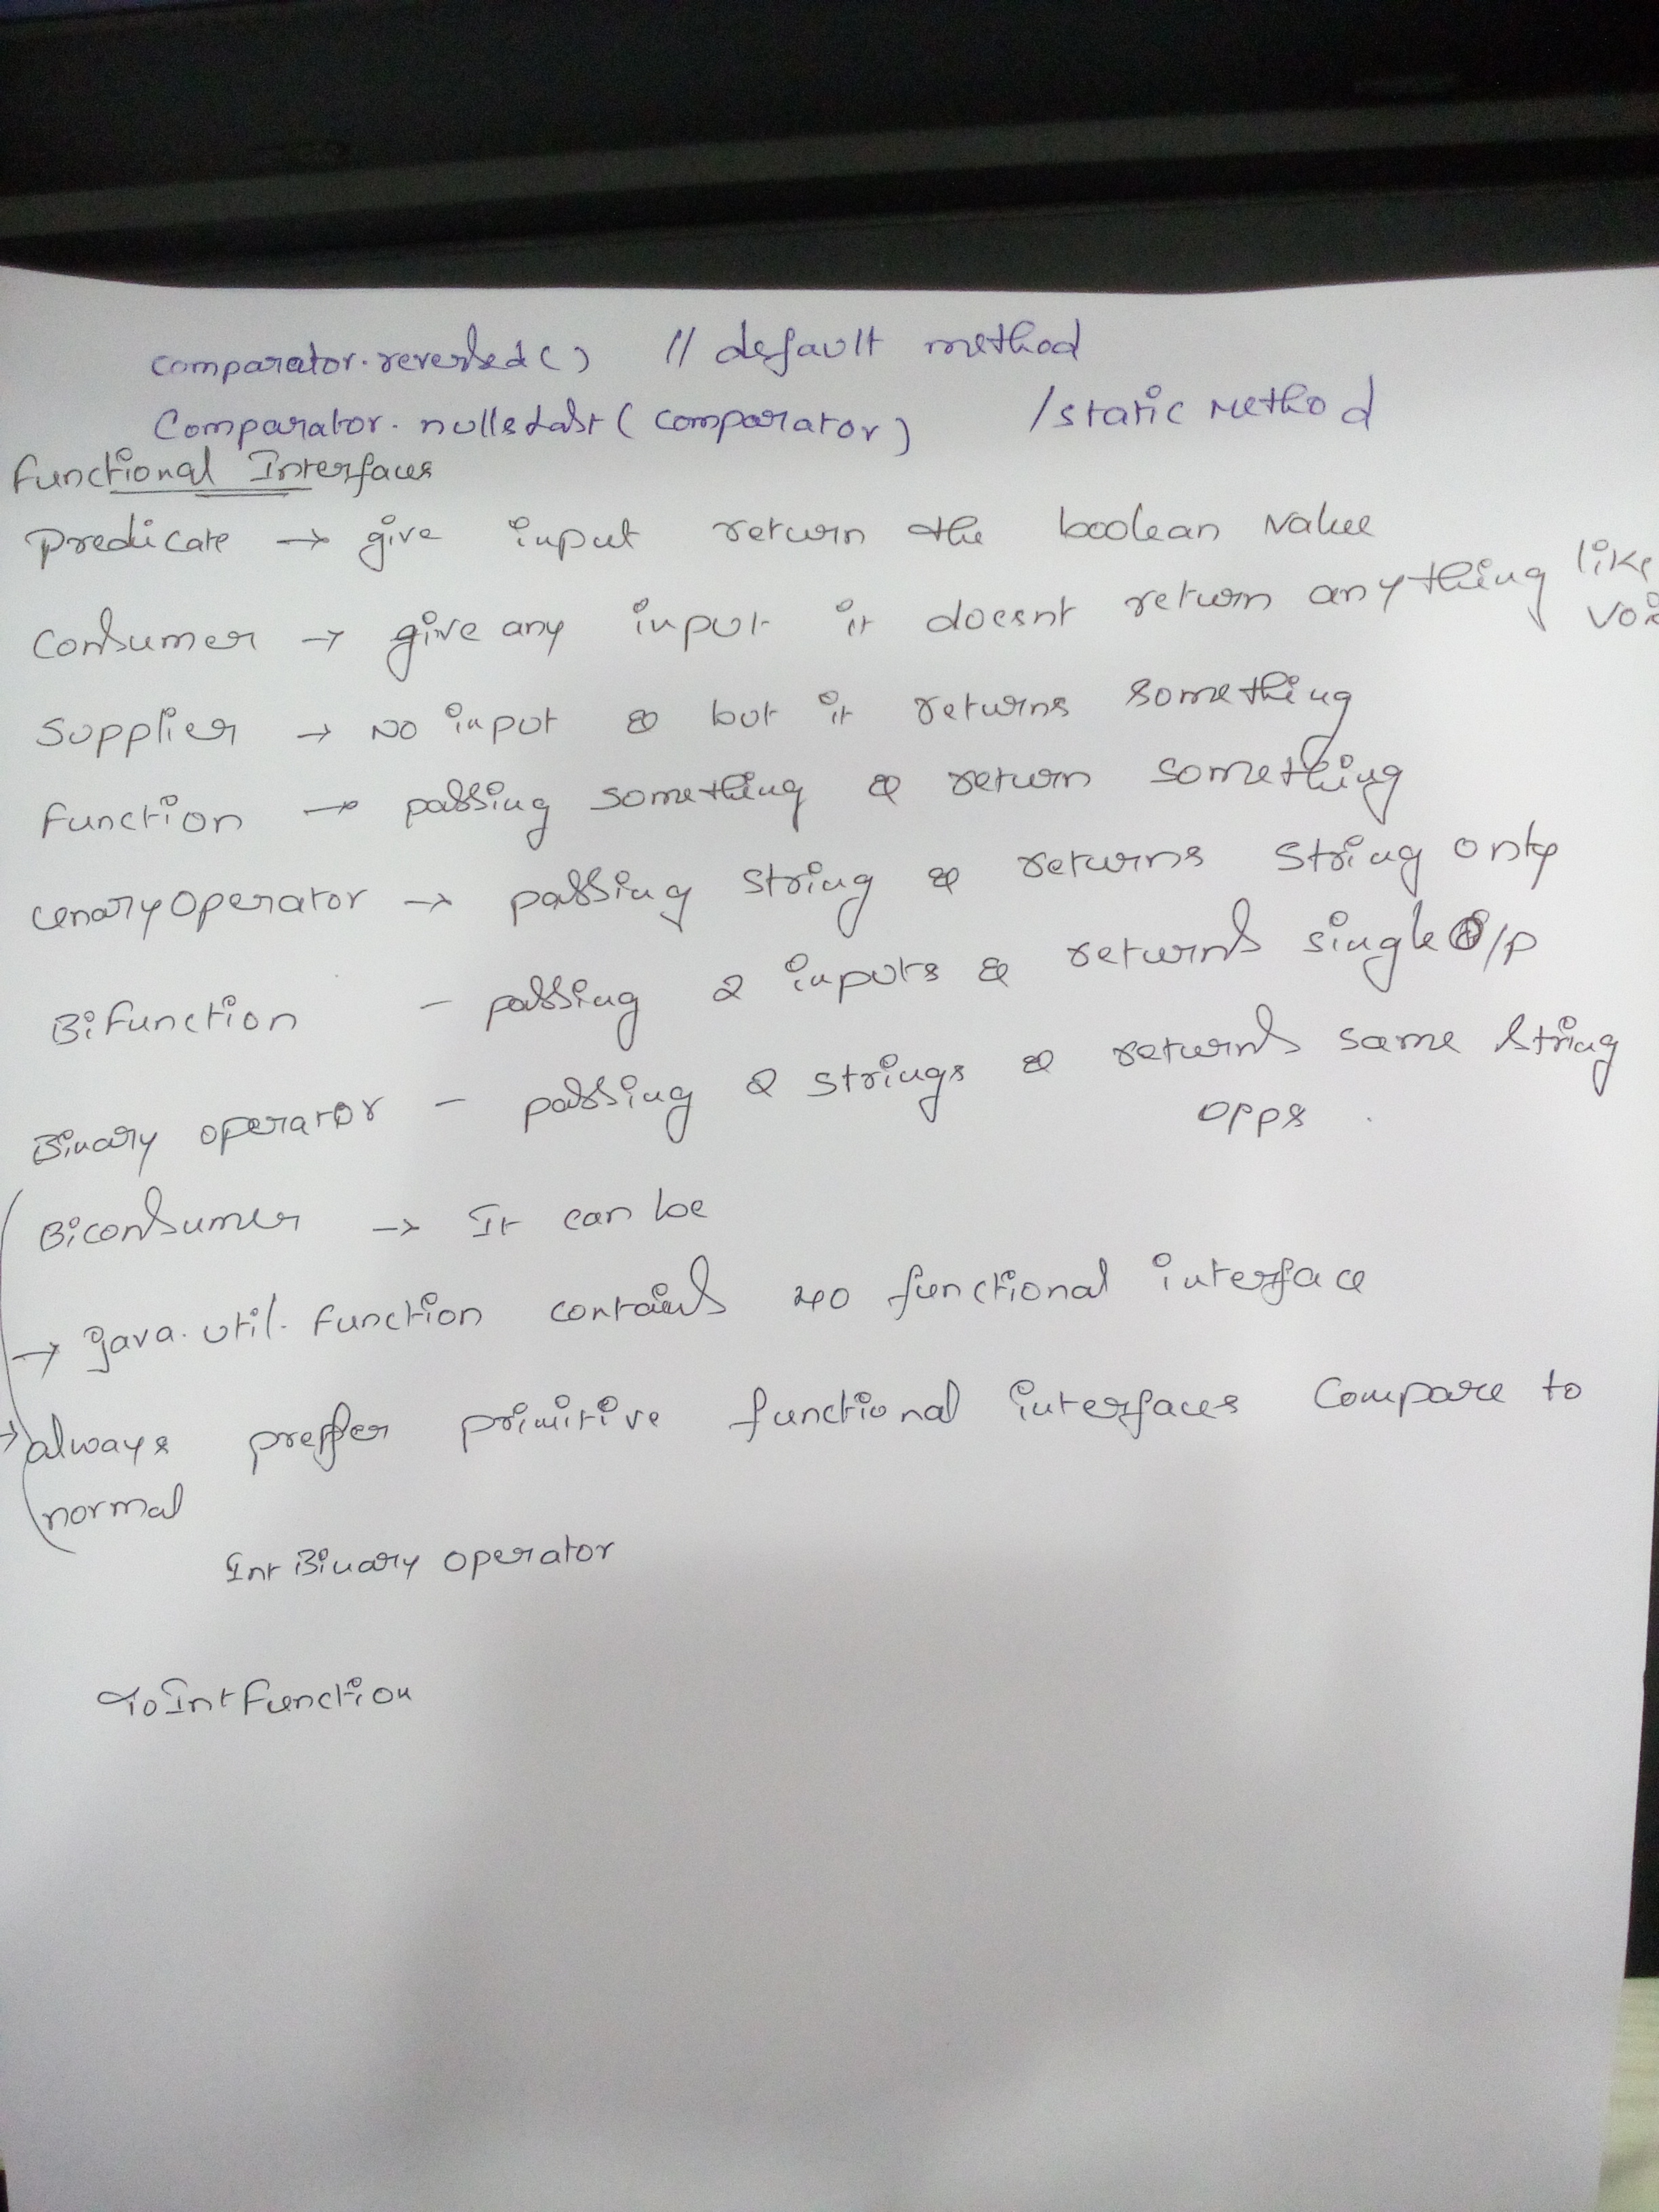 comparator.reversed() // default method
Comparator.nullsLast(comparator) /static Method
Functional Interfaces
Predicate → give input return the boolean value
Consumer → give any input it doesnt return anything like
voi
Supplier → No input & but it returns something
Function → passing something & return something
UnaryOperator → passing string & returns string only
BiFunction - passing 2 inputs & returns single O/p
Binary operator - passing 2 strings & returns same string
opps
Biconsumer → It can be
→ java.util.function contains 40 functional interface
→ always preffer primitive functional interfaces compare to
normal
IntBinary operator
ToIntFunction